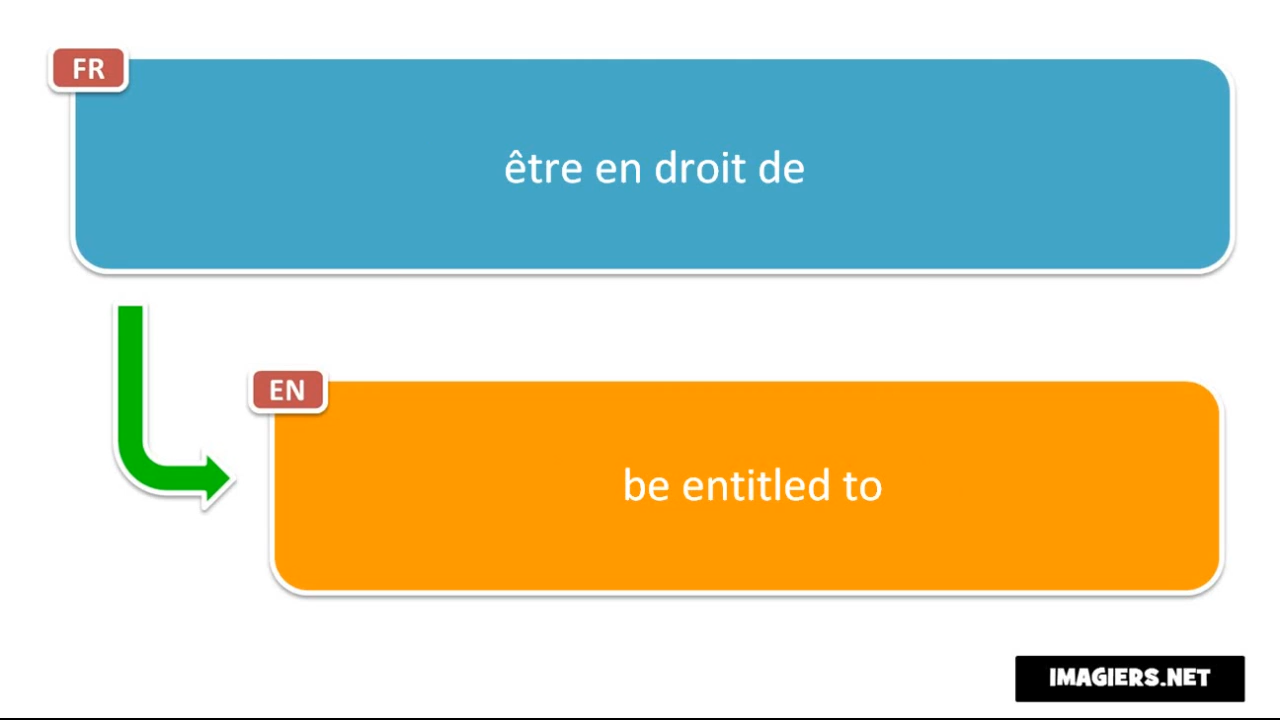 FR
être en droit de
EN
be entitled to
IMAGIERS.NET